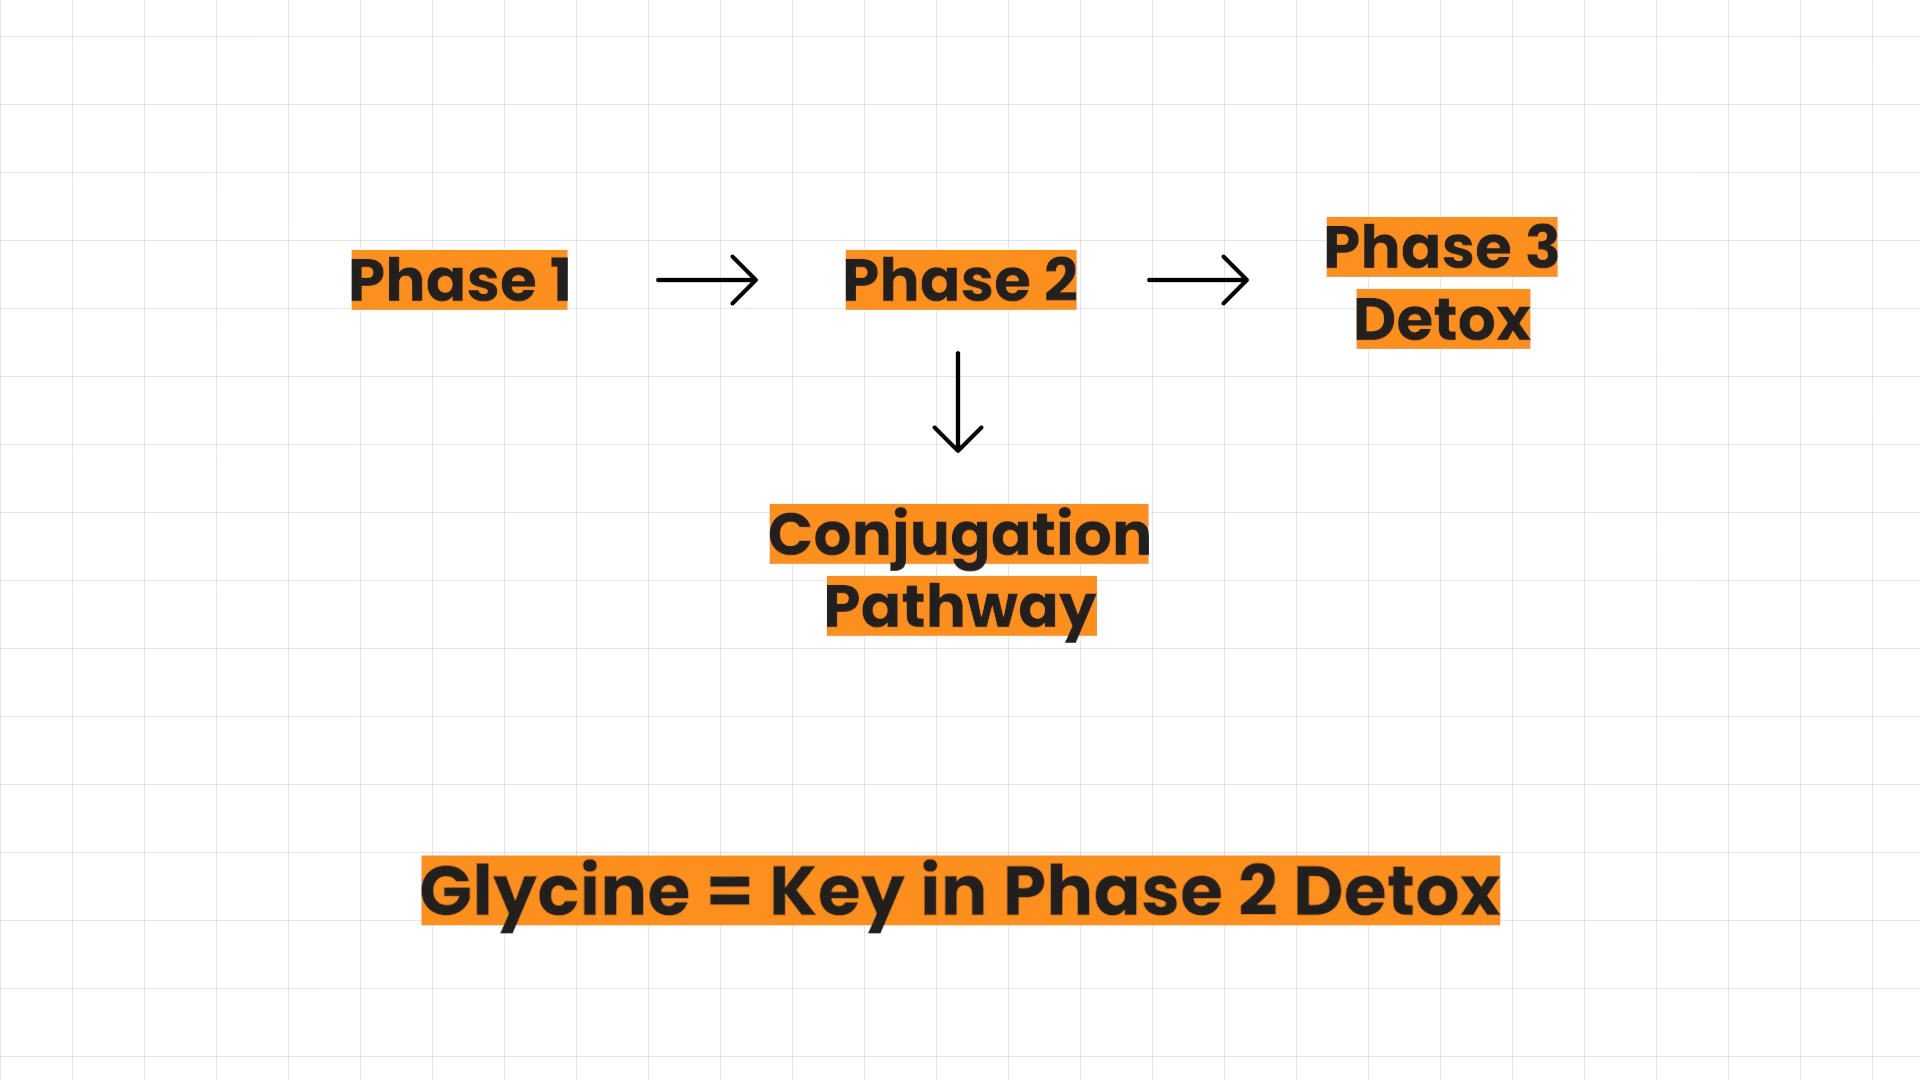 Phase 1
Phase 2
Phase 3
Detox
Conjugation
Pathway
Glycine = Key in Phase 2 Detox